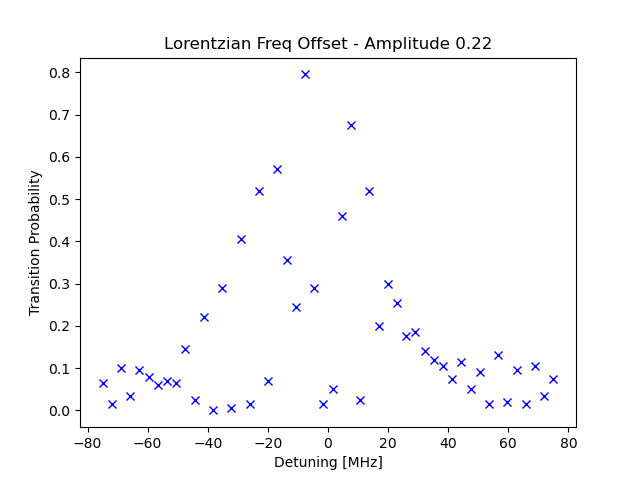 Lorentzian Freq Offset - Amplitude 0.22
Transition Probability
0.8
0.7
0.6
0.5
0.4
0.3
0.2
0.1
0.0
−80 −60 −40 −20 0 20 40 60 80
Detuning [MHz]